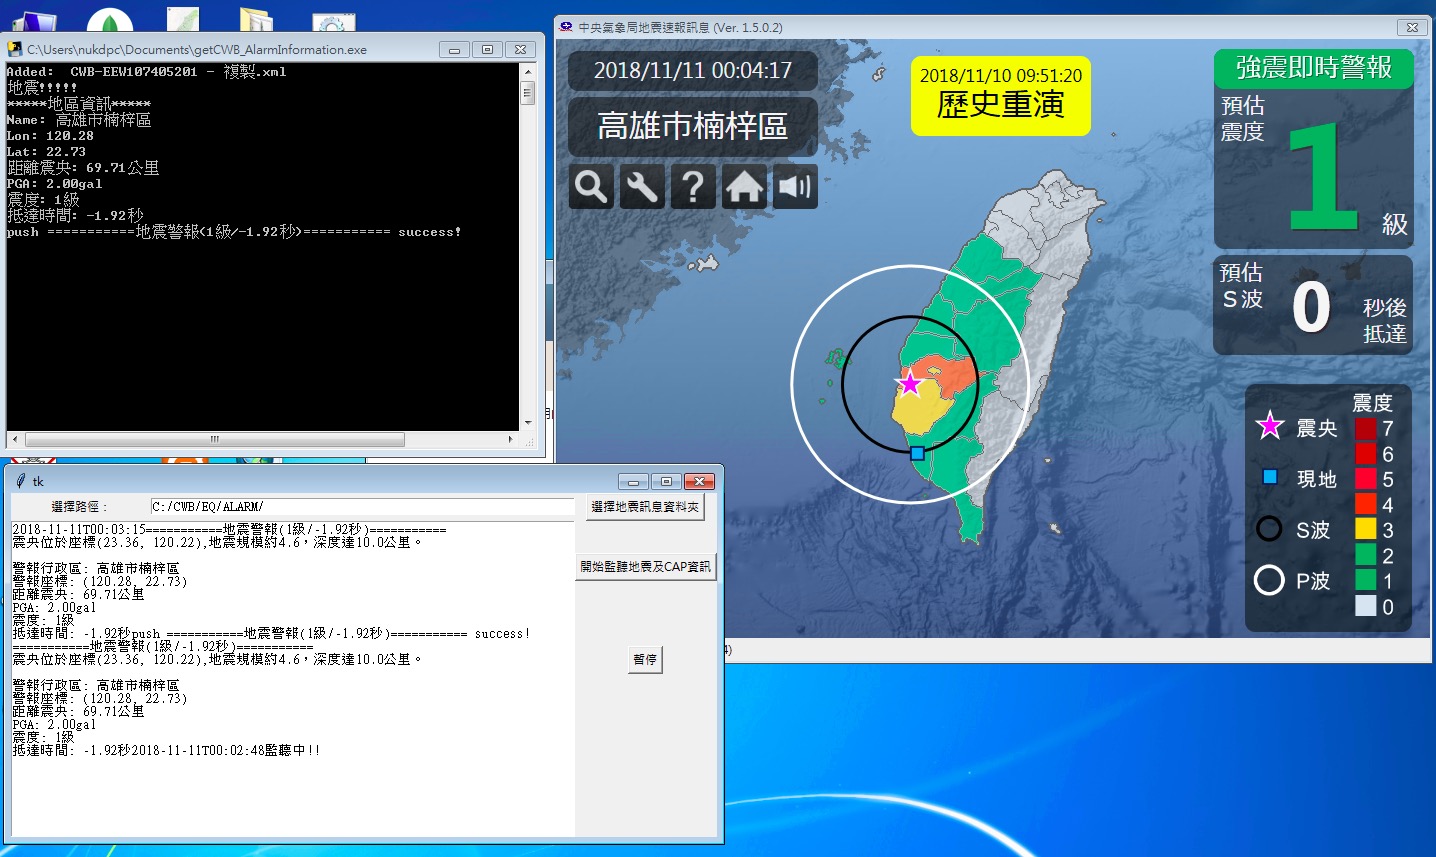 C:\Users\nukdpc\Documents\getCWB_AlarmInformation.exe
Added:  CWB-EEW107405201 - 複製.xml
地震!!!!!
*****地區資訊*****
Name: 高雄市楠梓區
Lon: 120.28
Lat: 22.73
距離震央: 69.71公里
PGA: 2.00gal
震度: 1級
抵達時間: -1.92秒
push ===========地震警報(1級/-1.92秒)=========== success!
tk
選擇路徑：
C:/CWB/EQ/ALARM/
選擇地震訊息資料夾
開始監聽地震及CAP資訊
暫停
2018-11-11T00:03:15===========地震警報(1級/-1.92秒)===========
震央位於座標(23.36, 120.22),地震規模約4.6，深度達10.0公里。
警報行政區: 高雄市楠梓區
警報座標: (120.28, 22.73)
距離震央: 69.71公里
PGA: 2.00gal
震度: 1級
抵達時間: -1.92秒push ===========地震警報(1級/-1.92秒)=========== success!
===========地震警報(1級/-1.92秒)===========
震央位於座標(23.36, 120.22),地震規模約4.6，深度達10.0公里。
警報行政區: 高雄市楠梓區
警報座標: (120.28, 22.73)
距離震央: 69.71公里
PGA: 2.00gal
震度: 1級
抵達時間: -1.92秒2018-11-11T00:02:48監聽中!!
中央氣象局地震速報訊息 (Ver. 1.5.0.2)
2018/11/11 00:04:17
高雄市楠梓區
?
2018/11/10 09:51:20
歷史重演
強震即時警報
預估
震度
1
級
預估
S波
0
秒後
抵達
震度
震央
現地
S波
P波
7
6
5
4
3
2
1
0
4)